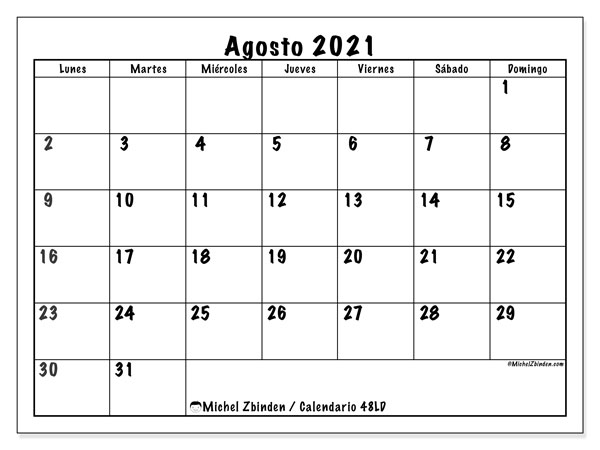 Agosto 2021
Lunes Martes Miércoles Jueves Viernes Sábado Domingo
1
2 3 4 5 6 7 8
9 10 11 12 13 14 15
16 17 18 19 20 21 22
23 24 25 26 27 28 29
©MichelZbinden.com
30 31
Michel Zbinden / Calendario 48LD